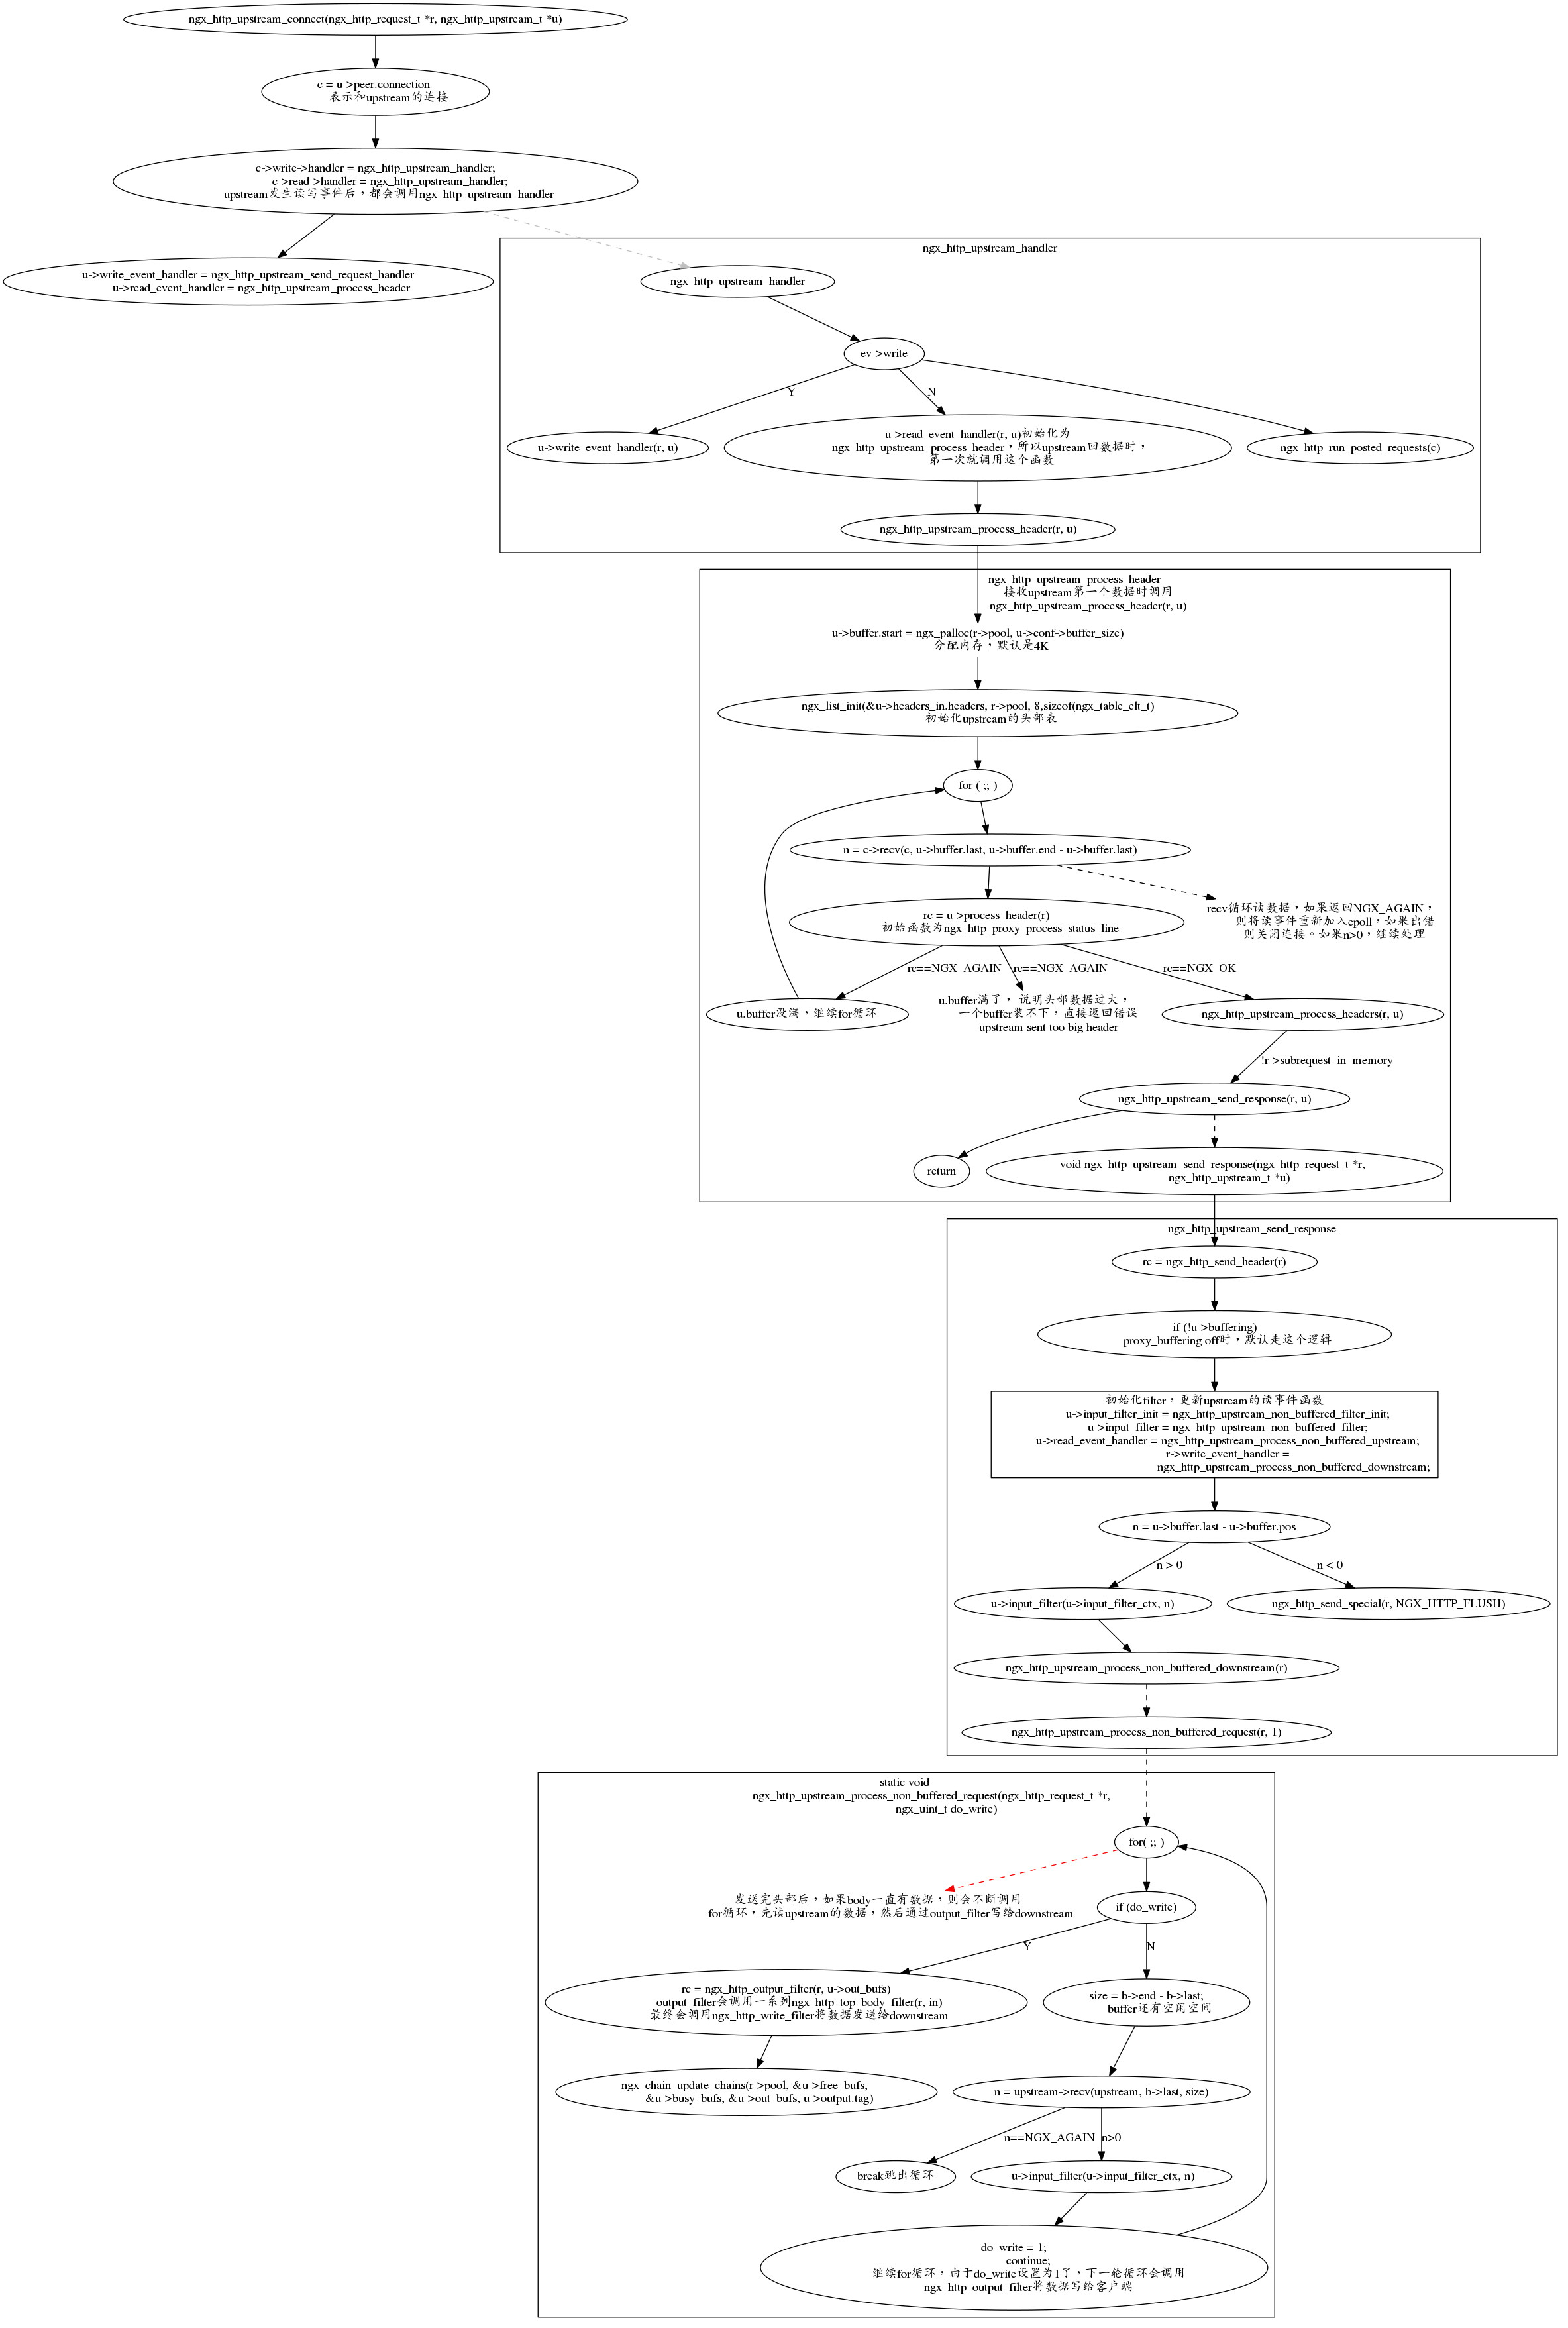 ngx_http_upstream_connect(ngx_http_request_t *r, ngx_http_upstream_t *u)
c = u->peer.connection
表示和upstream的连接
c->write->handler = ngx_http_upstream_handler;
c->read->handler = ngx_http_upstream_handler;
upstream发生读写事件后，都会调用ngx_http_upstream_handler
u->write_event_handler = ngx_http_upstream_send_request_handler
u->read_event_handler = ngx_http_upstream_process_header
ngx_http_upstream_handler
ngx_http_upstream_handler
ev->write
Y
N
u->write_event_handler(r, u)
u->read_event_handler(r, u)初始化为
ngx_http_upstream_process_header，所以upstream回数据时，
第一次就调用这个函数
ngx_http_run_posted_requests(c)
ngx_http_upstream_process_header(r, u)
ngx_http_upstream_process_header
接收upstream第一个数据时调用
ngx_http_upstream_process_header(r, u)
u->buffer.start = ngx_palloc(r->pool, u->conf->buffer_size)
分配内存，默认是4K
ngx_list_init(&u->headers_in.headers, r->pool, 8,sizeof(ngx_table_elt_t)
初始化upstream的头部表
for ( ;; )
n = c->recv(c, u->buffer.last, u->buffer.end - u->buffer.last)
rc = u->process_header(r)
初始函数为ngx_http_proxy_process_status_line
recv循环读数据，如果返回NGX_AGAIN，
则将读事件重新加入epoll，如果出错
则关闭连接。如果n>0，继续处理
rc==NGX_AGAIN
rc==NGX_AGAIN
rc==NGX_OK
u.buffer没满，继续for循环
u.buffer满了， 说明头部数据过大，
一个buffer装不下，直接返回错误
upstream sent too big header
ngx_http_upstream_process_headers(r, u)
!r->subrequest_in_memory
ngx_http_upstream_send_response(r, u)
return
void ngx_http_upstream_send_response(ngx_http_request_t *r,
ngx_http_upstream_t *u)
ngx_http_upstream_send_response
rc = ngx_http_send_header(r)
if (!u->buffering)
proxy_buffering off时，默认走这个逻辑
初始化filter，更新upstream的读事件函数
u->input_filter_init = ngx_http_upstream_non_buffered_filter_init;
u->input_filter = ngx_http_upstream_non_buffered_filter;
u->read_event_handler = ngx_http_upstream_process_non_buffered_upstream;
r->write_event_handler =
ngx_http_upstream_process_non_buffered_downstream;
n = u->buffer.last - u->buffer.pos
n > 0
n < 0
u->input_filter(u->input_filter_ctx, n)
ngx_http_send_special(r, NGX_HTTP_FLUSH)
ngx_http_upstream_process_non_buffered_downstream(r)
ngx_http_upstream_process_non_buffered_request(r, 1)
static void
ngx_http_upstream_process_non_buffered_request(ngx_http_request_t *r,
ngx_uint_t do_write)
for( ;; )
发送完头部后，如果body一直有数据，则会不断调用
for循环，先读upstream的数据，然后通过output_filter写给downstream
if (do_write)
Y
N
rc = ngx_http_output_filter(r, u->out_bufs)
output_filter会调用一系列ngx_http_top_body_filter(r, in)
最终会调用ngx_http_write_filter将数据发送给downstream
size = b->end - b->last;
buffer还有空闲空间
ngx_chain_update_chains(r->pool, &u->free_bufs,
&u->busy_bufs, &u->out_bufs, u->output.tag)
n = upstream->recv(upstream, b->last, size)
n==NGX_AGAIN
n>0
break跳出循环
u->input_filter(u->input_filter_ctx, n)
do_write = 1;
continue;
继续for循环，由于do_write设置为1了，下一轮循环会调用
ngx_http_output_filter将数据写给客户端